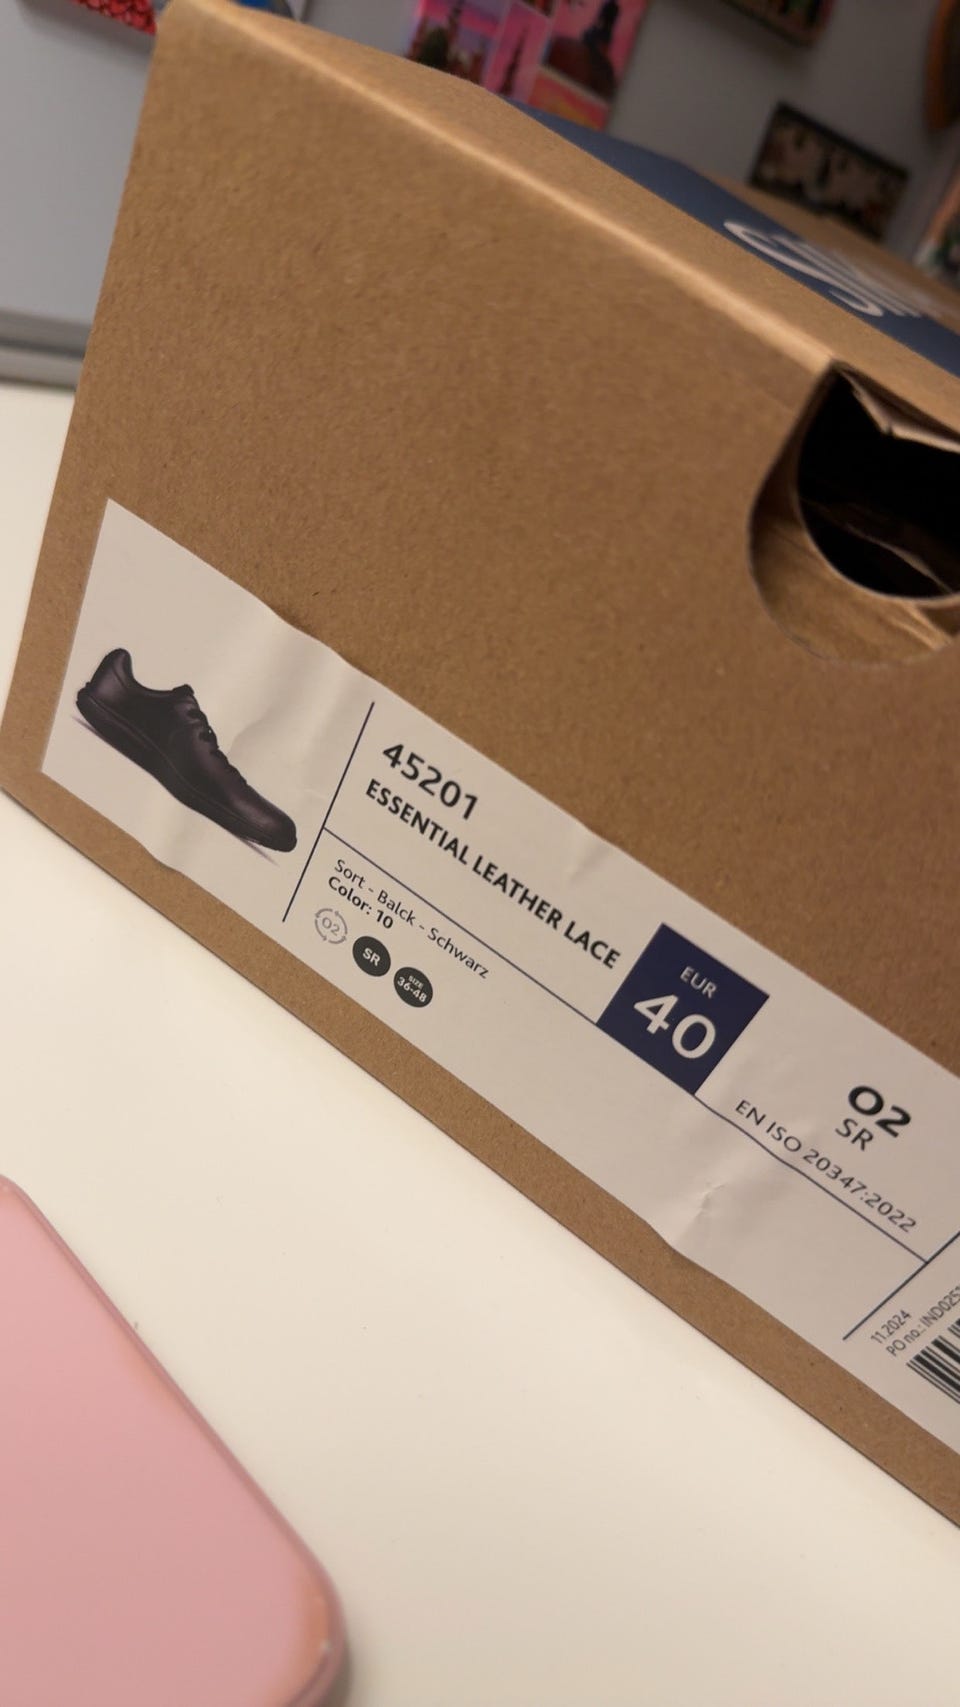 45201
ESSENTIAL LEATHER LACE
Sort - Balck - Schwarz
Color: 10
O2
SR
SIZE
36-48
EUR
40
O2
SR
EN ISO 20347:2022
11.2024
PO no.: IND025